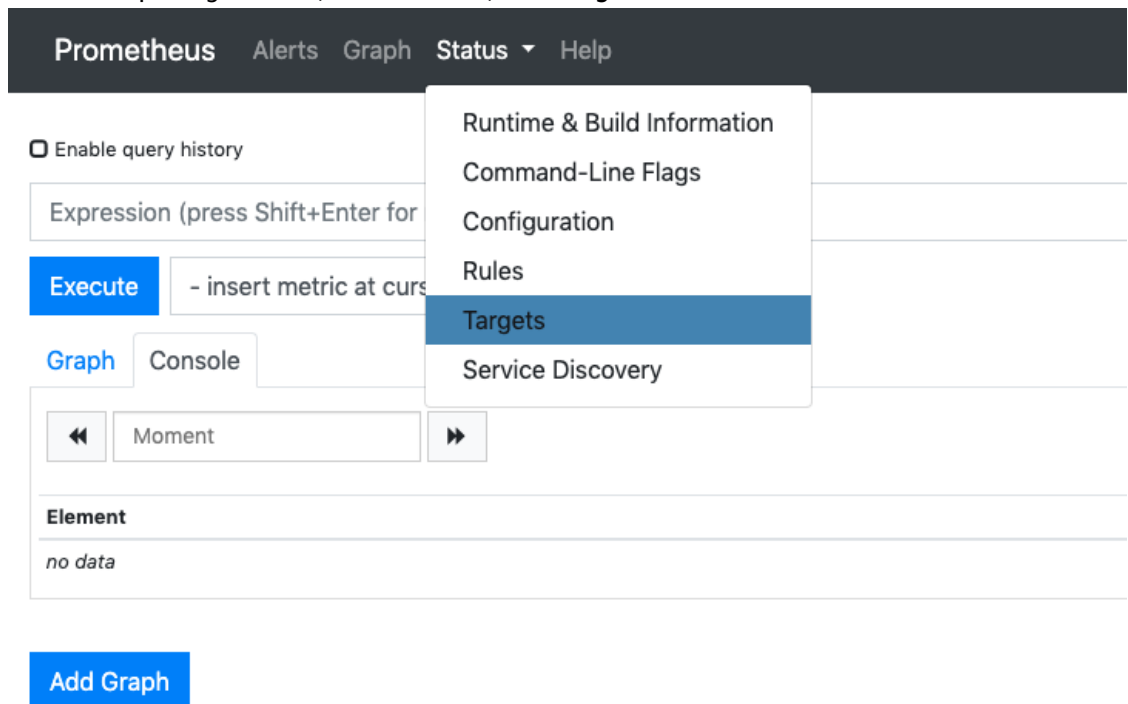 Prometheus Alerts Graph Status Help
Runtime & Build Information
Enable query history
Command-Line Flags
Expression (press Shift+Enter for
Configuration
Rules
Execute - insert metric at curs
Targets
Graph Console
Service Discovery
Moment
Element
no data
Add Graph